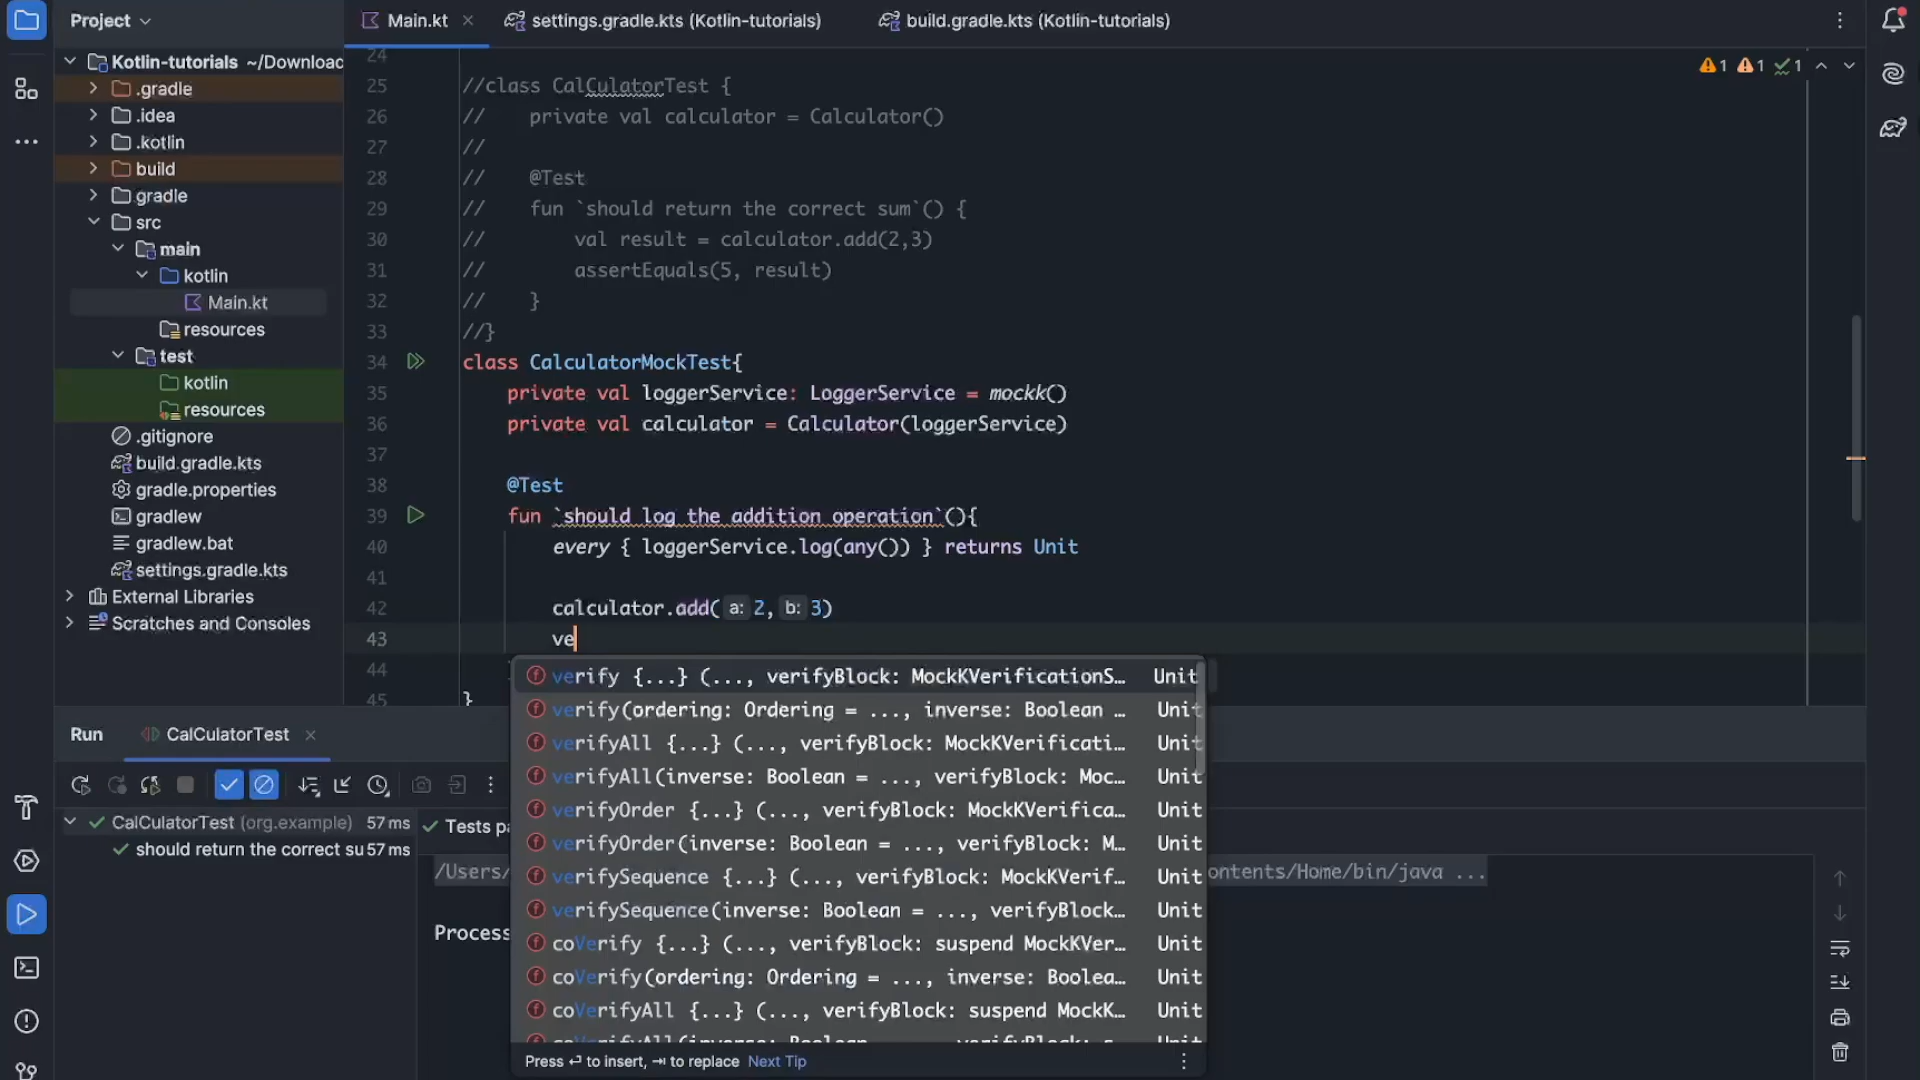 Project
Main.kt
settings.gradle.kts (Kotlin-tutorials)
build.gradle.kts (Kotlin-tutorials)
Kotlin-tutorials ~/Downloac
.gradle
.idea
.kotlin
build
gradle
src
main
kotlin
Main.kt
resources
test
kotlin
resources
.gitignore
build.gradle.kts
gradle.properties
gradlew
gradlew.bat
settings.gradle.kts
External Libraries
Scratches and Consoles
1 1 1
24
25 //class CalCulatorTest {
26 // private val calculator = Calculator()
27 //
28 // @Test
29 // fun `should return the correct sum`() {
30 // val result = calculator.add(2,3)
31 // assertEquals(5, result)
32 // }
33 //}
34 class CalculatorMockTest{
35 private val loggerService: LoggerService = mockk()
36 private val calculator = Calculator(loggerService)
37
38 @Test
39 fun `should log the addition operation`(){
40 every { loggerService.log(any()) } returns Unit
41
42 calculator.add( a: 2, b: 3)
43 ve
44
45 }
verify {...} (..., verifyBlock: MockKVerificationS… Unit
verify(ordering: Ordering = ..., inverse: Boolean … Unit
verifyAll {...} (..., verifyBlock: MockKVerificati… Unit
verifyAll(inverse: Boolean = ..., verifyBlock: Moc… Unit
verifyOrder {...} (..., verifyBlock: MockKVerifica… Unit
verifyOrder(inverse: Boolean = ..., verifyBlock: M… Unit
verifySequence {...} (..., verifyBlock: MockKVerif… Unit
verifySequence(inverse: Boolean = ..., verifyBlock… Unit
coVerify {...} (..., verifyBlock: suspend MockKVer… Unit
coVerify(ordering: Ordering = ..., inverse: Boolea… Unit
coVerifyAll {...} (..., verifyBlock: suspend MockK… Unit
Press ⏎ to insert, ⇥ to replace Next Tip
Run
CalCulatorTest
CalCulatorTest (org.example) 57 ms
should return the correct su 57 ms
Tests pa
/Users/
ontents/Home/bin/java ...
Process